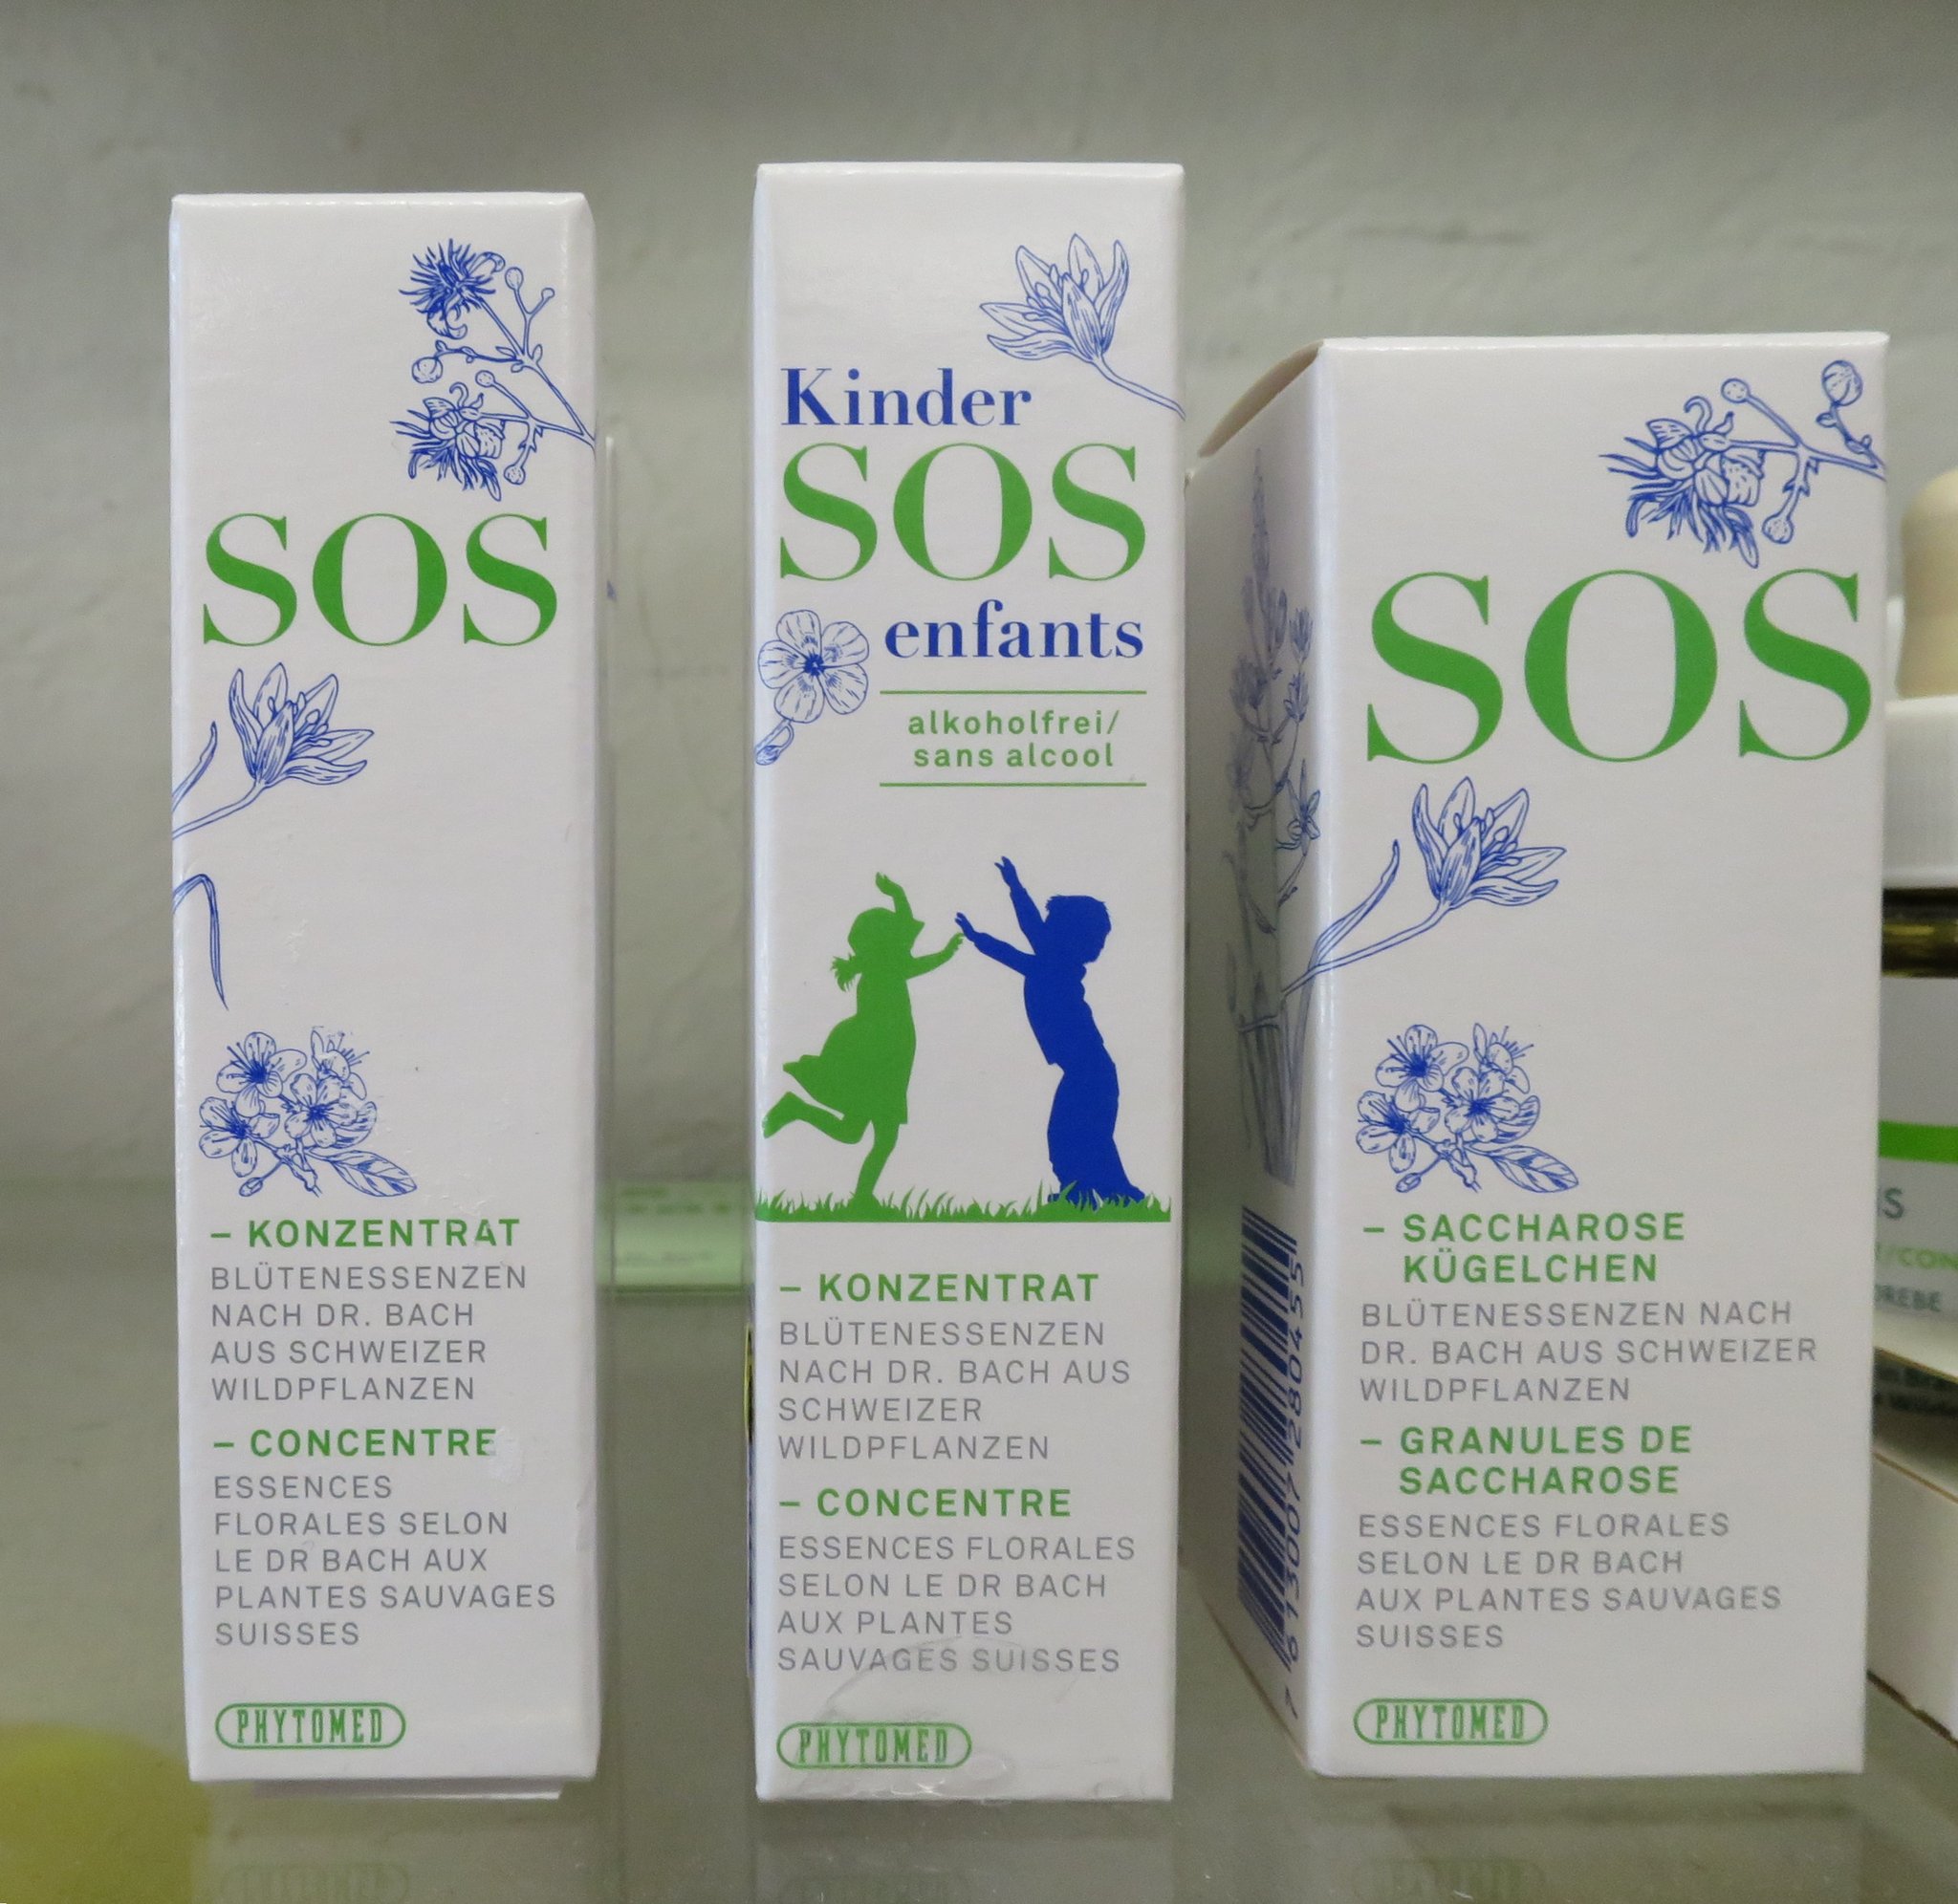 SOS
– KONZENTRAT
BLÜTENESSENZEN
NACH DR. BACH
AUS SCHWEIZER
WILDPFLANZEN
– CONCENTRE
ESSENCES
FLORALES SELON
LE DR BACH AUX
PLANTES SAUVAGES
SUISSES
PHYTOMED
Kinder
SOS
enfants
alkoholfrei/
sans alcool
– KONZENTRAT
BLÜTENESSENZEN
NACH DR. BACH AUS
SCHWEIZER
WILDPFLANZEN
– CONCENTRE
ESSENCES FLORALES
SELON LE DR BACH
AUX PLANTES
SAUVAGES SUISSES
PHYTOMED
SOS
– SACCHAROSE
KÜGELCHEN
BLÜTENESSENZEN NACH
DR. BACH AUS SCHWEIZER
WILDPFLANZEN
– GRANULES DE
SACCHAROSE
ESSENCES FLORALES
SELON LE DR BACH
AUX PLANTES SAUVAGES
SUISSES
PHYTOMED
7 613007 280455